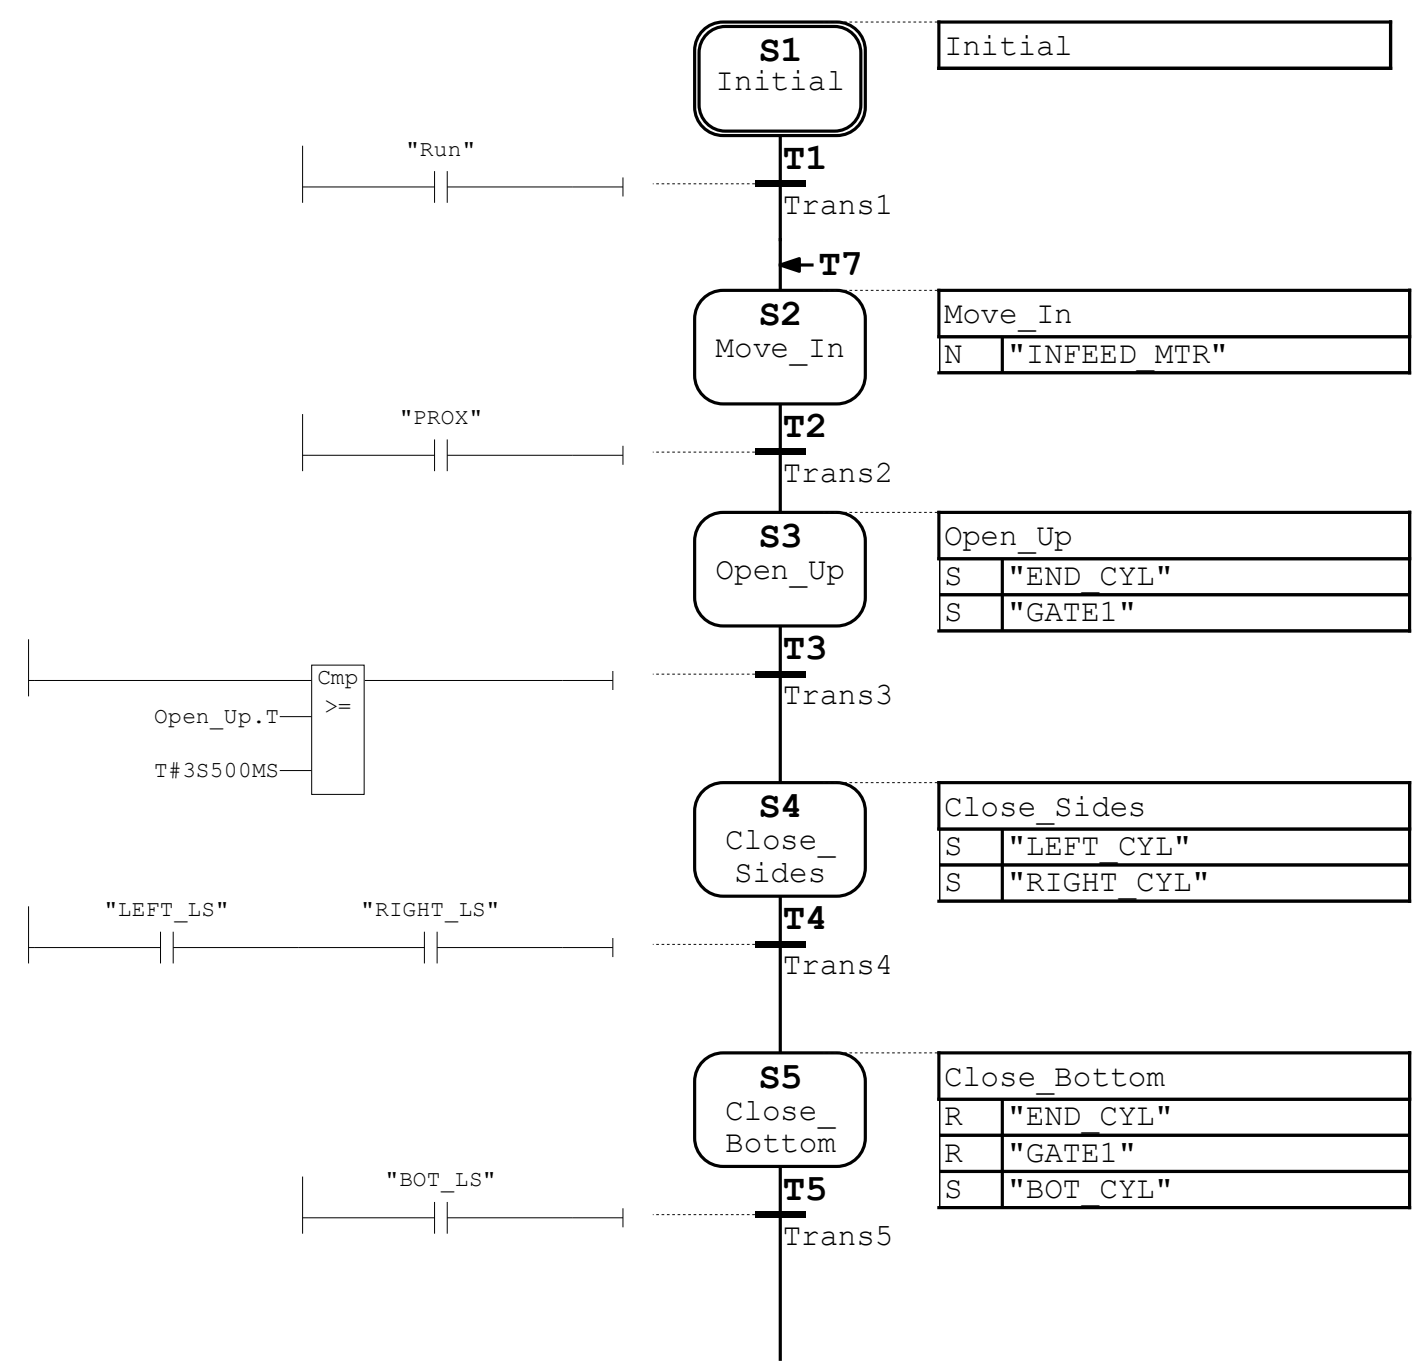 S1
Initial
Initial
"Run"
T1
Trans1
T7
S2
Move_In
Move_In
N "INFEED_MTR"
"PROX"
T2
Trans2
S3
Open_Up
Open_Up
S "END_CYL"
S "GATE1"
T3
Trans3
Cmp
>=
Open_Up.T
T#3S500MS
S4
Close_
Sides
Close_Sides
S "LEFT_CYL"
S "RIGHT_CYL"
"LEFT_LS" "RIGHT_LS"
T4
Trans4
S5
Close_
Bottom
Close_Bottom
R "END_CYL"
R "GATE1"
S "BOT_CYL"
"BOT_LS"
T5
Trans5